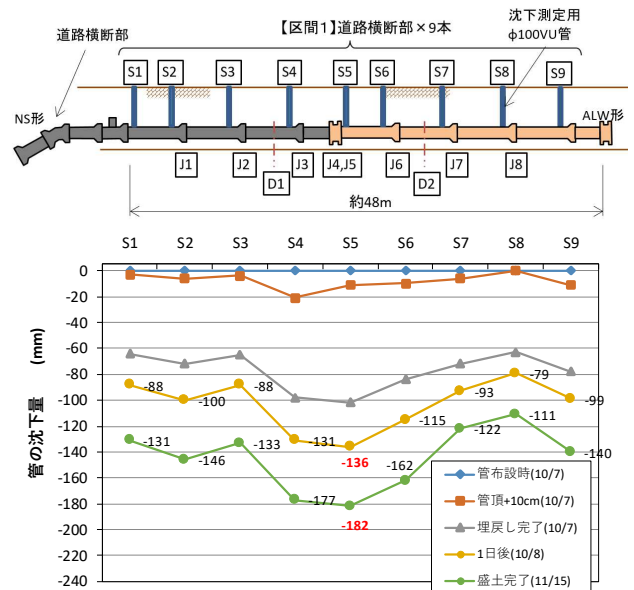 沈下測定用
φ100VU管
【区間1】道路横断部×9本
道路横断部
S1 S2 S3 S4 S5 S6 S7 S8 S9
NS形
ALW形
J1 J2 J3 J4,J5 J6 J7 J8
D1 D2
約48m
S1 S2 S3 S4 S5 S6 S7 S8 S9
管の沈下量 (mm)
0
-20
-40
-60
-80
-100
-120
-140
-160
-180
-200
-220
-240
-88 -100 -88 -131 -136 -115 -93 -79 -99
-131 -146 -133 -177 -182 -162 -122 -111 -140
管布設時(10/7)
管頂+10cm(10/7)
埋戻し完了(10/7)
1日後(10/8)
盛土完了(11/15)